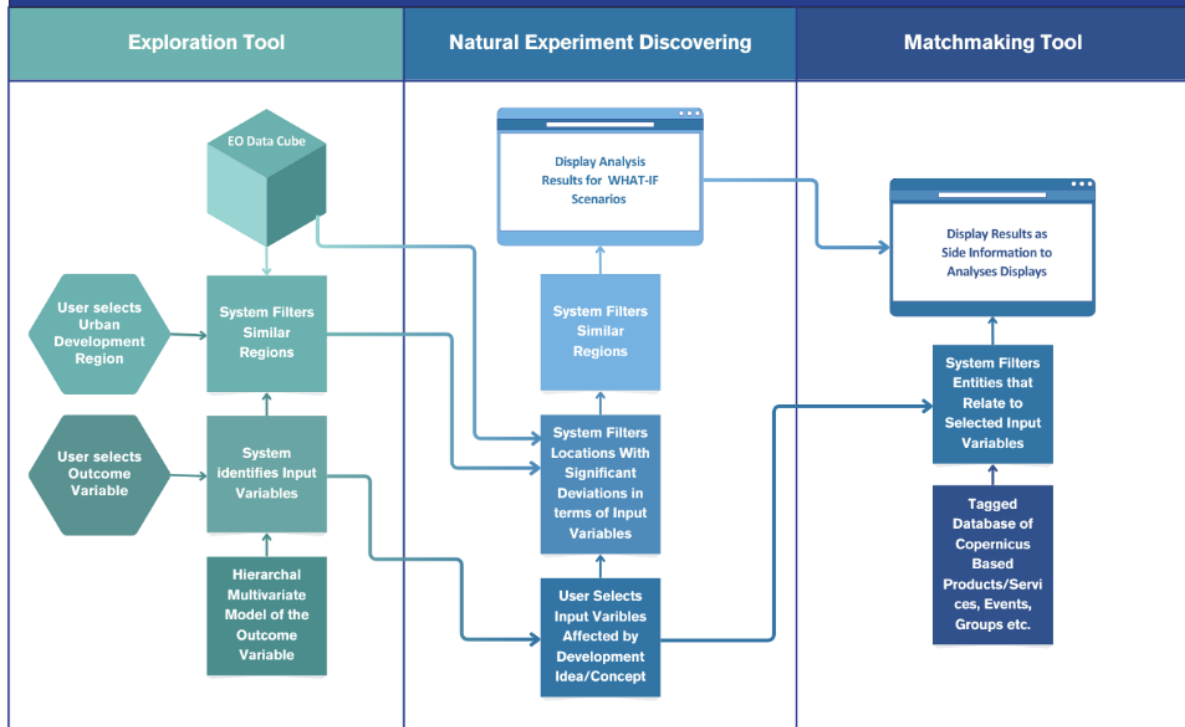 Exploration Tool
Natural Experiment Discovering
Matchmaking Tool
EO Data Cube
User selects
Urban
Development
Region
System Filters
Similar
Regions
User selects
Outcome
Variable
System
identifies Input
Variables
Hierarchal
Multivariate
Model of the
Outcome
Variable
Display Analysis
Results for WHAT-IF
Scenarios
System Filters
Similar
Regions
System Filters
Locations With
Significant
Deviations in
terms of Input
Variables
User Selects
Input Varibles
Affected by
Development
Idea/Concept
Display Results as
Side Information to
Analyses Displays
System Filters
Entities that
Relate to
Selected Input
Variables
Tagged
Database of
Copernicus
Based
Products/Servi
ces, Events,
Groups etc.